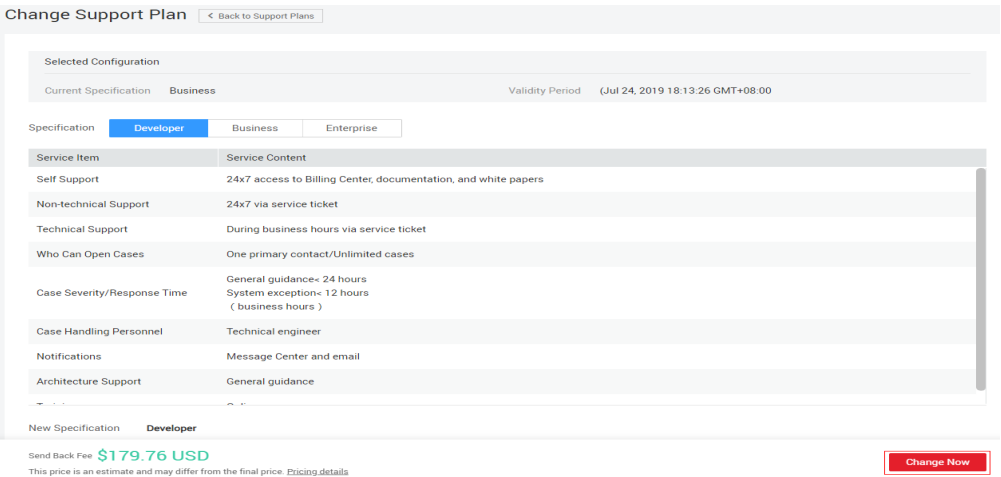 Change Support Plan < Back to Support Plans
Selected Configuration
Current Specification Business Validity Period (Jul 24, 2019 18:13:26 GMT+08:00
Specification Developer Business Enterprise
Service Item Service Content
Self Support 24x7 access to Billing Center, documentation, and white papers
Non-technical Support 24x7 via service ticket
Technical Support During business hours via service ticket
Who Can Open Cases One primary contact/Unlimited cases
General guidance< 24 hours
Case Severity/Response Time System exception< 12 hours
( business hours )
Case Handling Personnel Technical engineer
Notifications Message Center and email
Architecture Support General guidance
New Specification Developer
Send Back Fee $179.76 USD
This price is an estimate and may differ from the final price. Pricing details
Change Now